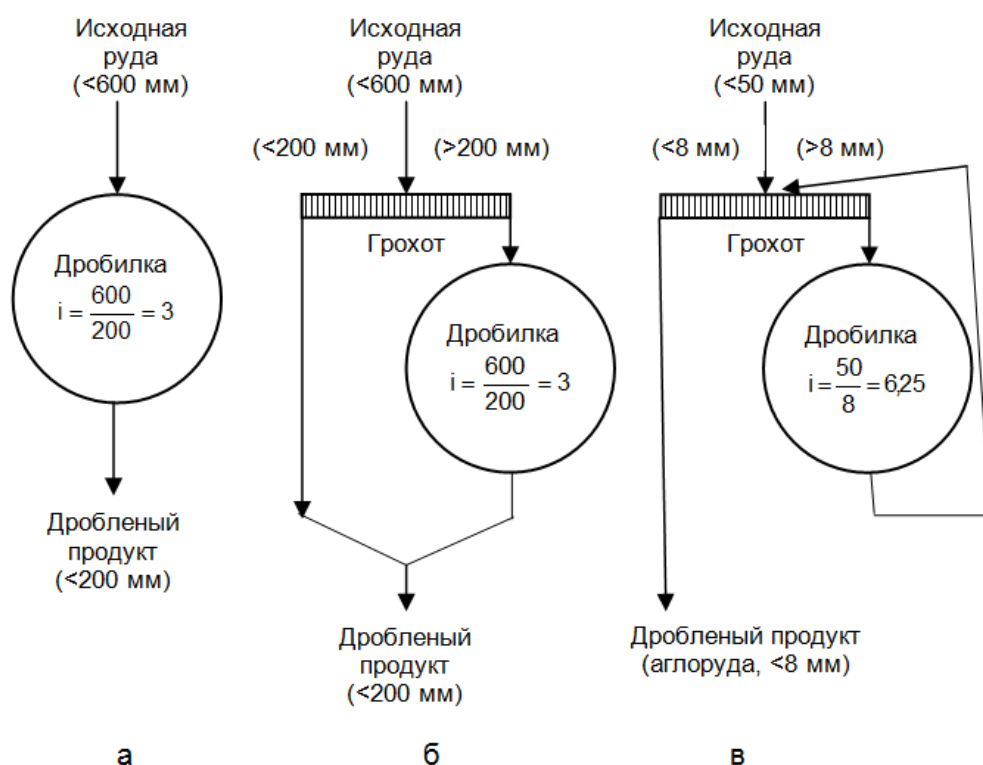 Исходная
руда
(<600 мм)
Дробилка
i = 600/200 = 3
Дробленый
продукт
(<200 мм)
а
Исходная
руда
(<600 мм)
(<200 мм) (>200 мм)
Грохот
Дробилка
i = 600/200 = 3
Дробленый
продукт
(<200 мм)
б
Исходная
руда
(<50 мм)
(<8 мм) (>8 мм)
Грохот
Дробилка
i = 50/8 = 6,25
Дробленый продукт
(аглоруда, <8 мм)
в